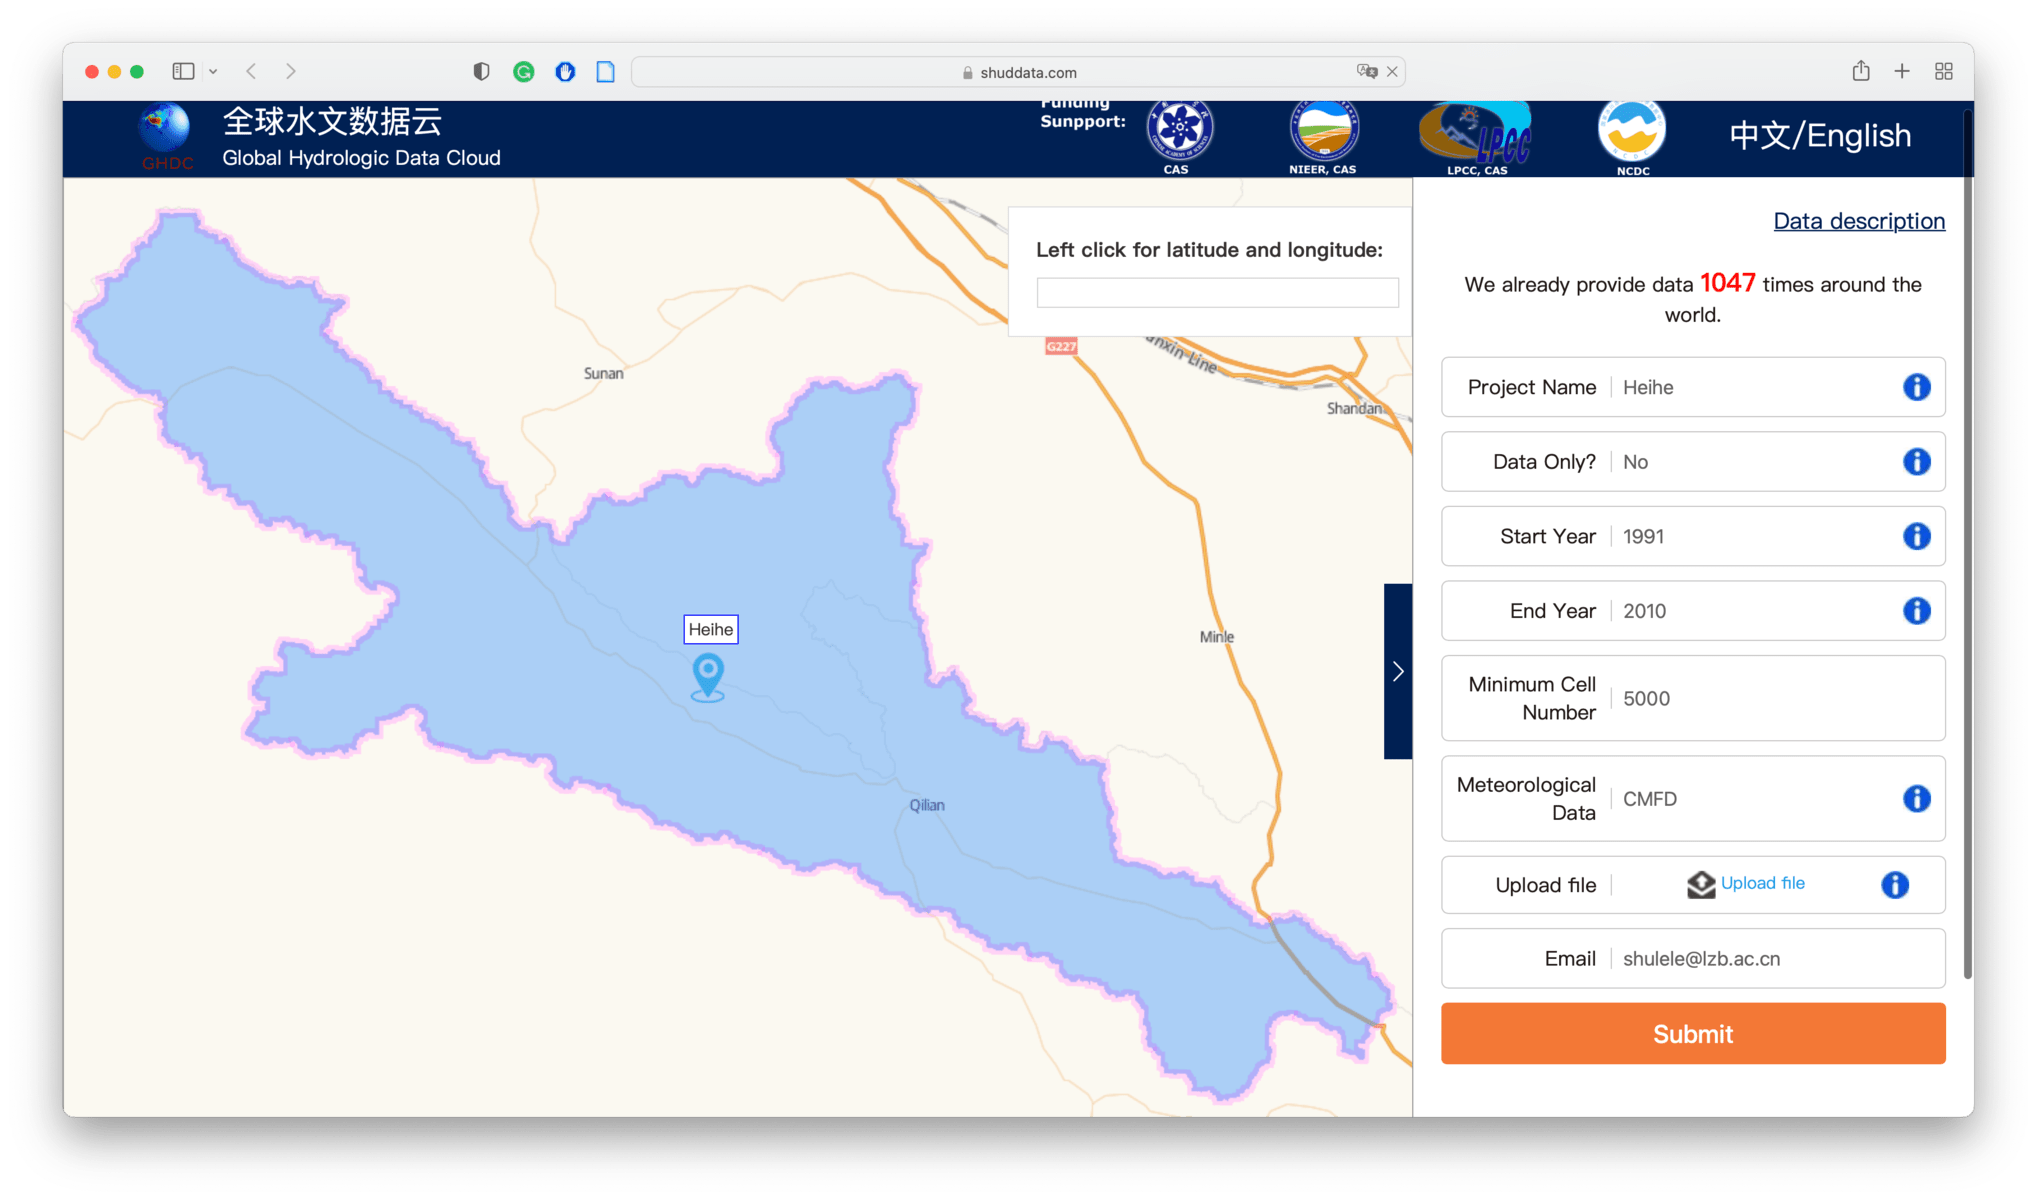 shuddata.com
全球水文数据云
Global Hydrologic Data Cloud
GHDC
Funding
Sunpport:
CAS
NIEER, CAS
LPCC
LPCC, CAS
NCDC
中文/English
Left click for latitude and longitude:
G227
anxin-Line
Sunan
Shandan
Heihe
Minle
Qilian
Data description
We already provide data 1047 times around the
world.
Project Name Heihe
Data Only? No
Start Year 1991
End Year 2010
Minimum Cell
Number 5000
Meteorological
Data CMFD
Upload file Upload file
Email shulele@lzb.ac.cn
Submit